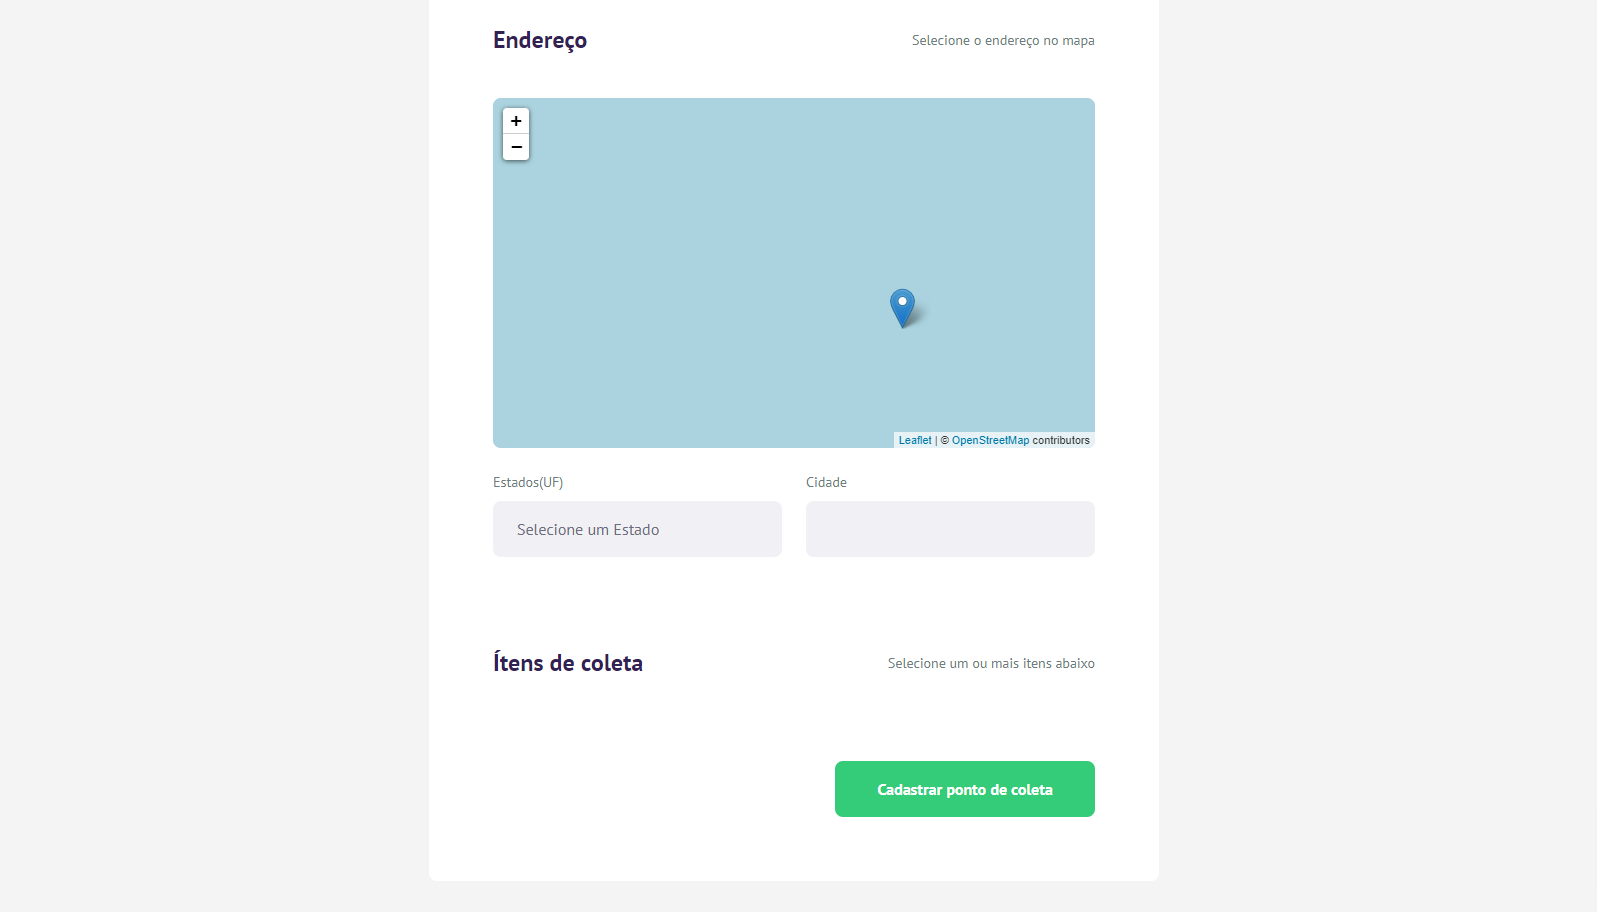 Endereço
Selecione o endereço no mapa
+
−
Leaflet | © OpenStreetMap contributors
Estados(UF)
Cidade
Selecione um Estado
Ítens de coleta
Selecione um ou mais itens abaixo
Cadastrar ponto de coleta